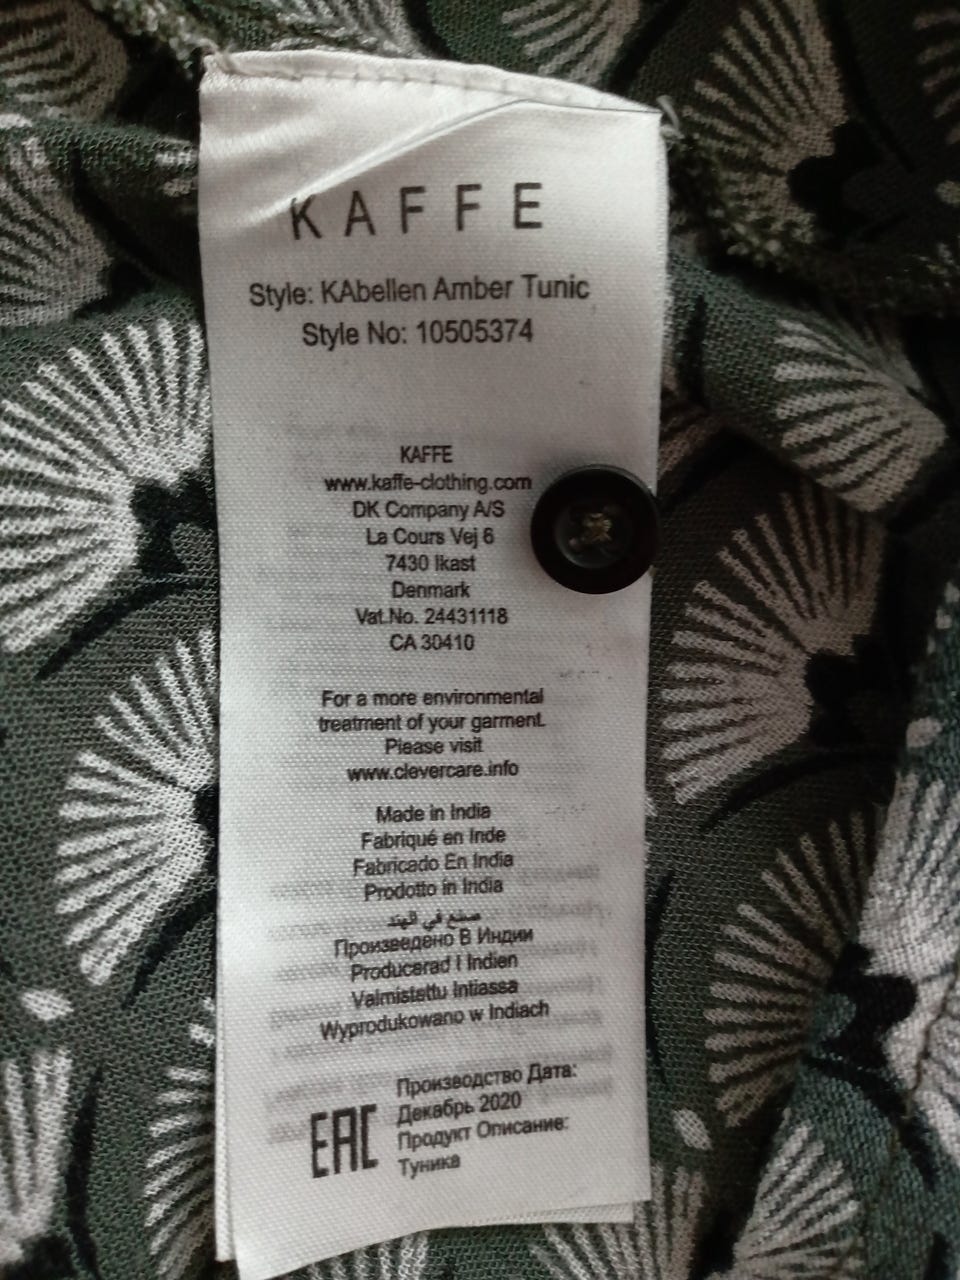 KAFFE
Style: KAbellen Amber Tunic
Style No: 10505374
KAFFE
www.kaffe-clothing.com
DK Company A/S
La Cours Vej 6
7430 Ikast
Denmark
Vat.No. 24431118
CA 30410
For a more environmental
treatment of your garment.
Please visit
www.clevercare.info
Made in India
Fabriqué en Inde
Fabricado En India
Prodotto in India
صنع في الهند
Произведено В Индии
Producerad I Indien
Valmistettu Intiassa
Wyprodukowano w Indiach
EAC
Производство Дата:
Декабрь 2020
Продукт Описание:
Туника